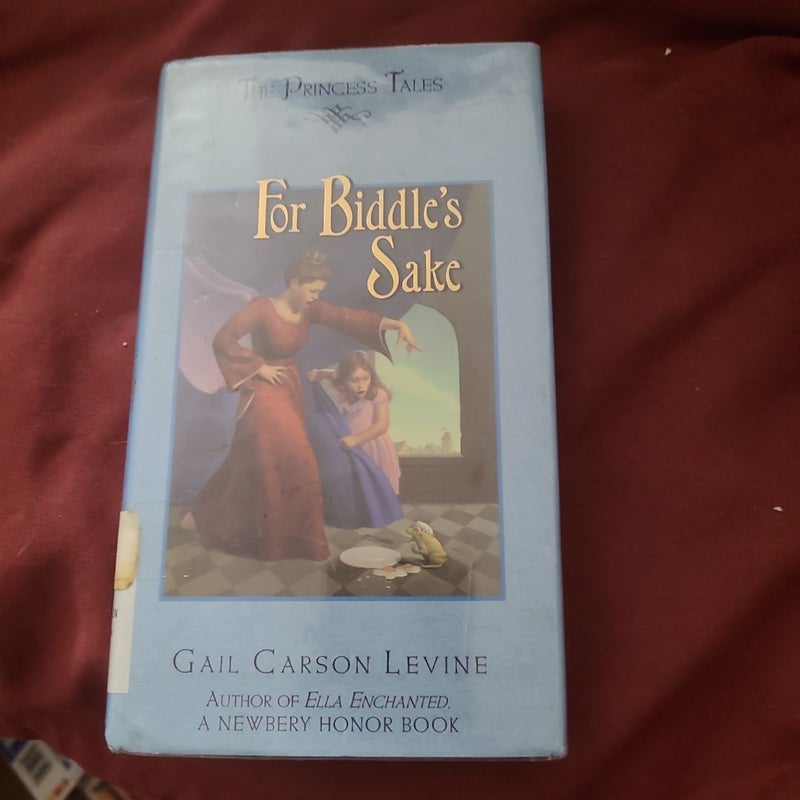 THE PRINCESS TALES
For Biddle's
Sake
GAIL CARSON LEVINE
AUTHOR OF ELLA ENCHANTED,
A NEWBERY HONOR BOOK